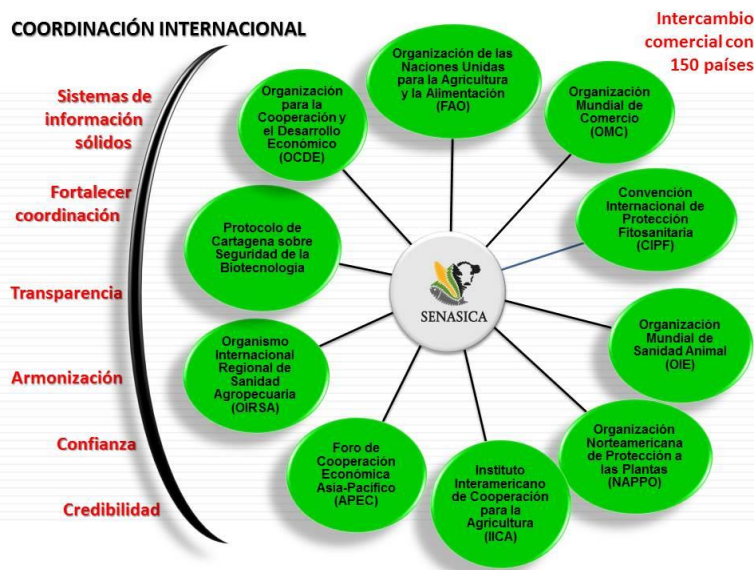 COORDINACIÓN INTERNACIONAL
Intercambio
comercial con
150 países
Sistemas de
información
sólidos
Fortalecer
coordinación
Transparencia
Armonización
Confianza
Credibilidad
Organización de las
Naciones Unidas
para la Agricultura
y la Alimentación
(FAO)
Organización
Mundial de
Comercio
(OMC)
Convención
Internacional de
Protección
Fitosanitaria
(CIPF)
Organización
Mundial de
Sanidad Animal
(OIE)
Organización
Norteamericana
de Protección a
las Plantas
(NAPPO)
Instituto
Interamericano
de Cooperación
para la
Agricultura
(IICA)
Foro de
Cooperación
Económica
Asia-Pacífico
(APEC)
Organismo
Internacional
Regional de
Sanidad
Agropecuaria
(OIRSA)
Protocolo de
Cartagena sobre
Seguridad de la
Biotecnología
Organización
para la
Cooperación y
el Desarrollo
Económico
(OCDE)
SENASICA